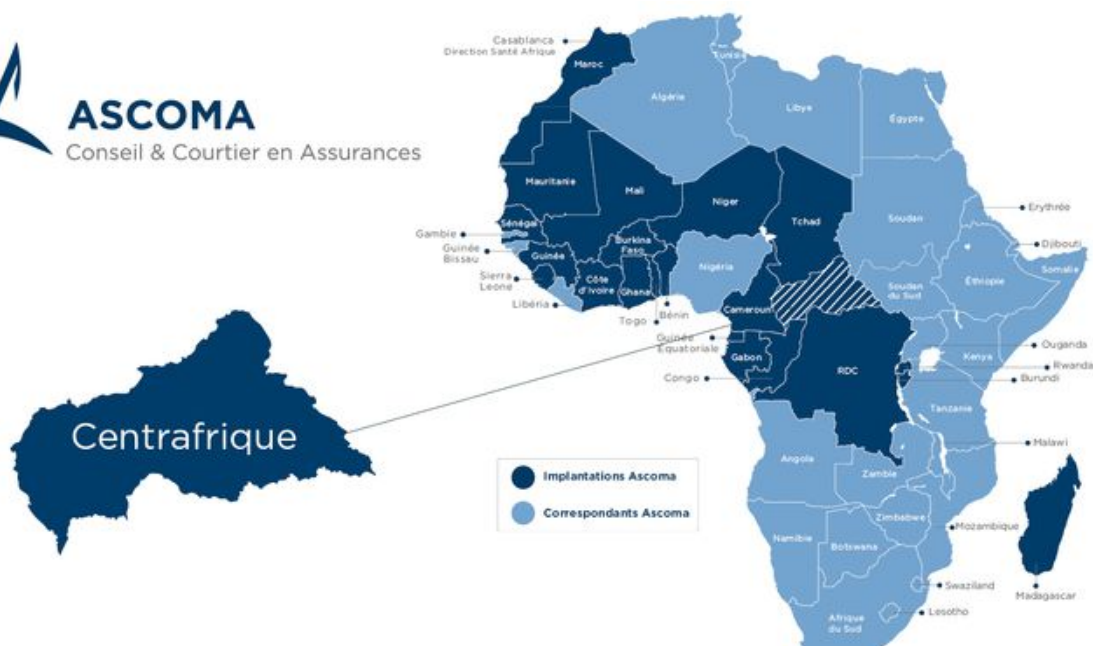 ASCOMA
Conseil & Courtier en Assurances
Casablanca
Direction Santé Afrique
Maroc
Algérie
Tunisie
Libye
Égypte
Mauritanie
Mali
Niger
Tchad
Soudan
Erythrée
Sénégal
Gambie
Guinée
Bissau
Guinée
Burkina
Faso
Nigéria
Djibouti
Somalie
Éthiopie
Soudan
du Sud
Sierra
Leone
Côte
d'Ivoire
Ghana
Libéria
Togo
Bénin
Cameroun
Guinée
Equatoriale
Gabon
Congo
RDC
Kenya
Ouganda
Rwanda
Burundi
Tanzanie
Centrafrique
Malawi
Angola
Zambie
Implantations Ascoma
Correspondants Ascoma
Zimbabwe
Mozambique
Namibie
Botswana
Swaziland
Madagascar
Lesotho
Afrique
du Sud